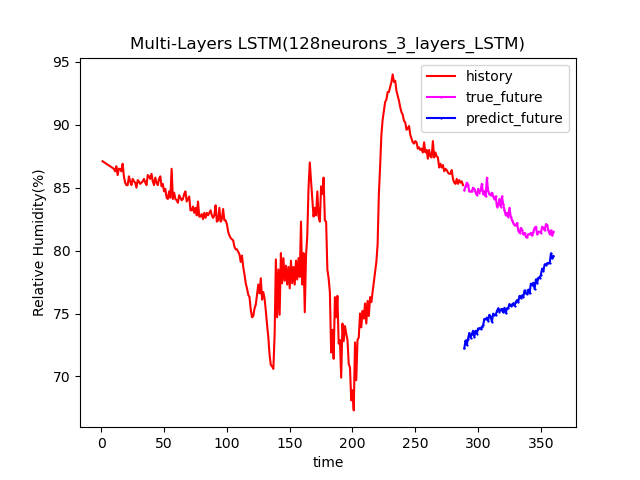 Multi-Layers LSTM(128neurons_3_layers_LSTM)
history
true_future
predict_future
Relative Humidity(%)
95
90
85
80
75
70
0 50 100 150 200 250 300 350
time